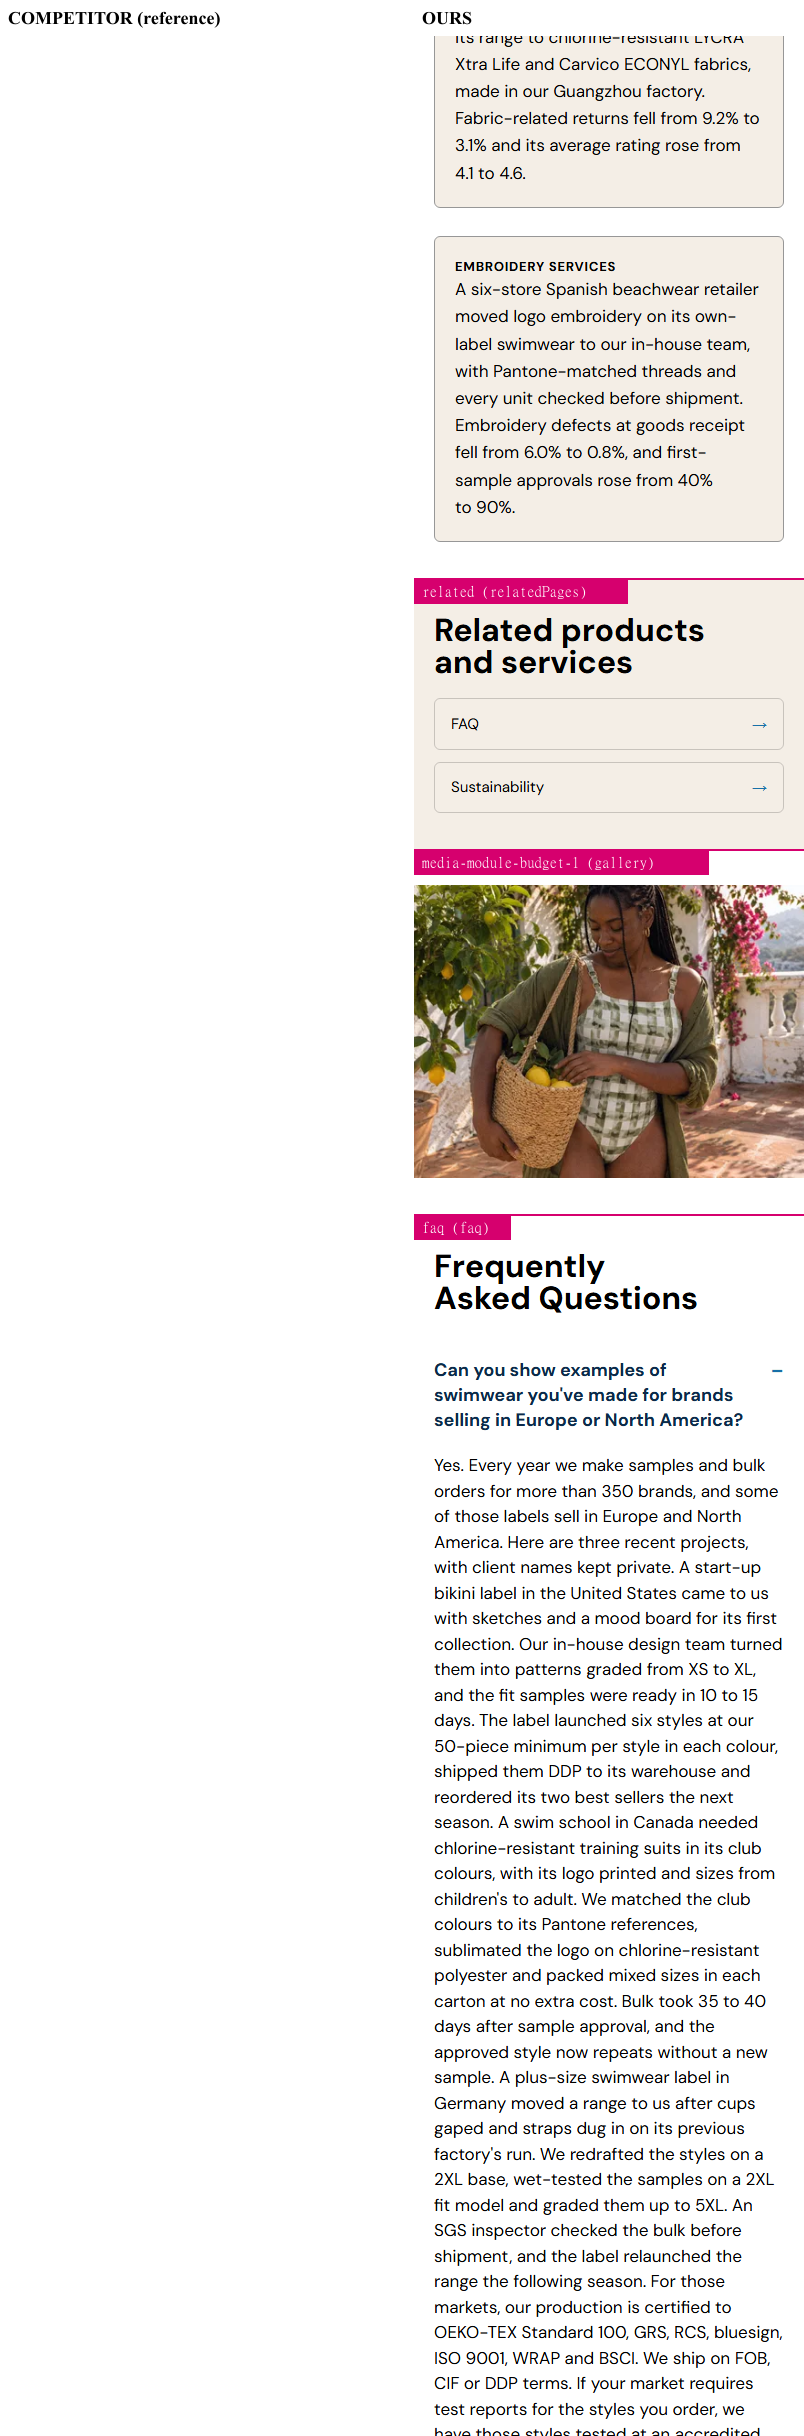 COMPETITOR (reference)
OURS
its range to chlorine-resistant LYCRA
Xtra Life and Carvico ECONYL fabrics,
made in our Guangzhou factory.
Fabric-related returns fell from 9.2% to
3.1% and its average rating rose from
4.1 to 4.6.
EMBROIDERY SERVICES
A six-store Spanish beachwear retailer
moved logo embroidery on its own-
label swimwear to our in-house team,
with Pantone-matched threads and
every unit checked before shipment.
Embroidery defects at goods receipt
fell from 6.0% to 0.8%, and first-
sample approvals rose from 40%
to 90%.
related (relatedPages)
Related products
and services
FAQ →
Sustainability →
media-module-budget-1 (gallery)
faq (faq)
Frequently
Asked Questions
Can you show examples of –
swimwear you've made for brands
selling in Europe or North America?
Yes. Every year we make samples and bulk
orders for more than 350 brands, and some
of those labels sell in Europe and North
America. Here are three recent projects,
with client names kept private. A start-up
bikini label in the United States came to us
with sketches and a mood board for its first
collection. Our in-house design team turned
them into patterns graded from XS to XL,
and the fit samples were ready in 10 to 15
days. The label launched six styles at our
50-piece minimum per style in each colour,
shipped them DDP to its warehouse and
reordered its two best sellers the next
season. A swim school in Canada needed
chlorine-resistant training suits in its club
colours, with its logo printed and sizes from
children's to adult. We matched the club
colours to its Pantone references,
sublimated the logo on chlorine-resistant
polyester and packed mixed sizes in each
carton at no extra cost. Bulk took 35 to 40
days after sample approval, and the
approved style now repeats without a new
sample. A plus-size swimwear label in
Germany moved a range to us after cups
gaped and straps dug in on its previous
factory's run. We redrafted the styles on a
2XL base, wet-tested the samples on a 2XL
fit model and graded them up to 5XL. An
SGS inspector checked the bulk before
shipment, and the label relaunched the
range the following season. For those
markets, our production is certified to
OEKO-TEX Standard 100, GRS, RCS, bluesign,
ISO 9001, WRAP and BSCI. We ship on FOB,
CIF or DDP terms. If your market requires
test reports for the styles you order, we
have those styles tested at an accredited